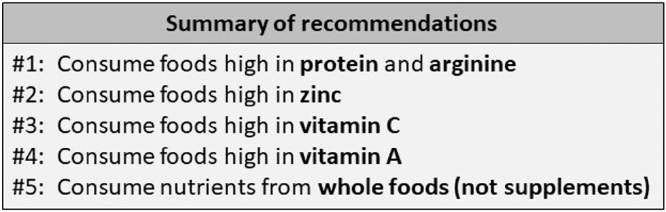 Summary of recommendations
#1: Consume foods high in protein and arginine
#2: Consume foods high in zinc
#3: Consume foods high in vitamin C
#4: Consume foods high in vitamin A
#5: Consume nutrients from whole foods (not supplements)